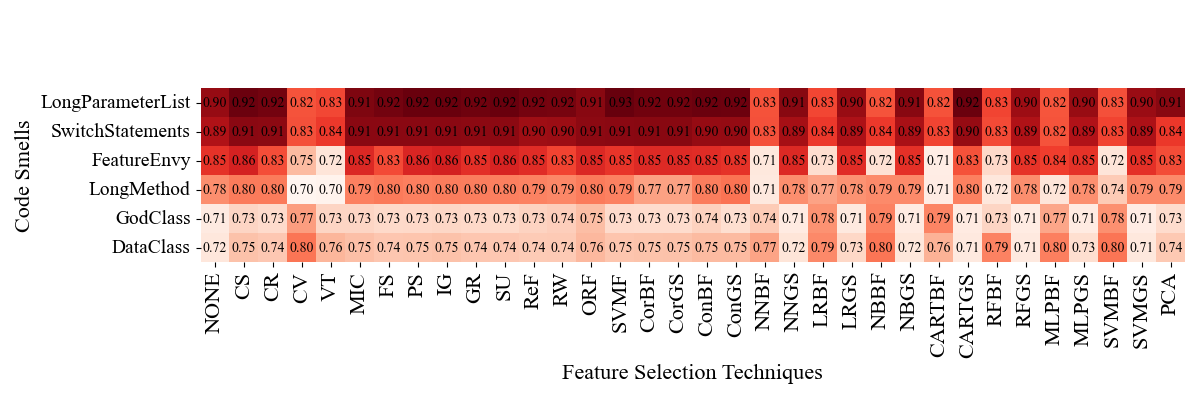 LongParameterList 0.90 0.92 0.92 0.82 0.83 0.91 0.92 0.92 0.92 0.92 0.92 0.92 0.92 0.91 0.93 0.92 0.92 0.92 0.92 0.83 0.91 0.83 0.90 0.82 0.91 0.82 0.92 0.83 0.90 0.82 0.90 0.83 0.90 0.91
SwitchStatements 0.89 0.91 0.91 0.83 0.84 0.91 0.91 0.91 0.91 0.91 0.91 0.90 0.90 0.91 0.91 0.91 0.91 0.90 0.90 0.83 0.89 0.84 0.89 0.84 0.89 0.83 0.90 0.83 0.89 0.82 0.89 0.83 0.89 0.84
FeatureEnvy 0.85 0.86 0.83 0.75 0.72 0.85 0.83 0.86 0.86 0.85 0.86 0.85 0.83 0.85 0.85 0.85 0.85 0.85 0.85 0.71 0.85 0.73 0.85 0.72 0.85 0.71 0.83 0.73 0.85 0.84 0.85 0.72 0.85 0.83
LongMethod 0.78 0.80 0.80 0.70 0.70 0.79 0.80 0.80 0.80 0.80 0.80 0.79 0.79 0.80 0.79 0.77 0.77 0.80 0.80 0.71 0.78 0.77 0.78 0.79 0.79 0.71 0.80 0.72 0.78 0.72 0.78 0.74 0.79 0.79
GodClass 0.71 0.73 0.73 0.77 0.73 0.73 0.73 0.73 0.73 0.73 0.73 0.73 0.74 0.75 0.73 0.73 0.73 0.74 0.73 0.74 0.71 0.78 0.71 0.79 0.71 0.79 0.71 0.73 0.71 0.77 0.71 0.78 0.71 0.73
DataClass 0.72 0.75 0.74 0.80 0.76 0.75 0.74 0.75 0.75 0.74 0.74 0.74 0.74 0.76 0.75 0.75 0.75 0.75 0.75 0.77 0.72 0.79 0.73 0.80 0.72 0.76 0.71 0.79 0.71 0.80 0.73 0.80 0.71 0.74
Code Smells
NONE
CS
CR
CV
VT
MIC
FS
PS
IG
GR
SU
ReF
RW
ORF
SVMF
CorBF
CorGS
ConBF
ConGS
NNBF
NNGS
LRBF
LRGS
NBBF
NBGS
CARTBF
CARTGS
RFBF
RFGS
MLPBF
MLPGS
SVMBF
SVMGS
PCA
Feature Selection Techniques